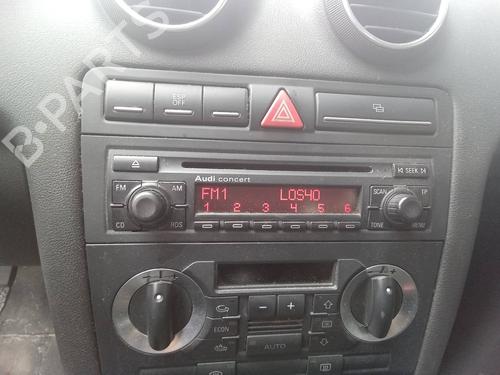 B-PARTS
ESP
OFF
Audi concert
SEEK
FM
AM
FM1 LOS40
SCAN
TP
1 2 3 4 5 6
CD
RDS
TONE
MENU
ECON
AUTO